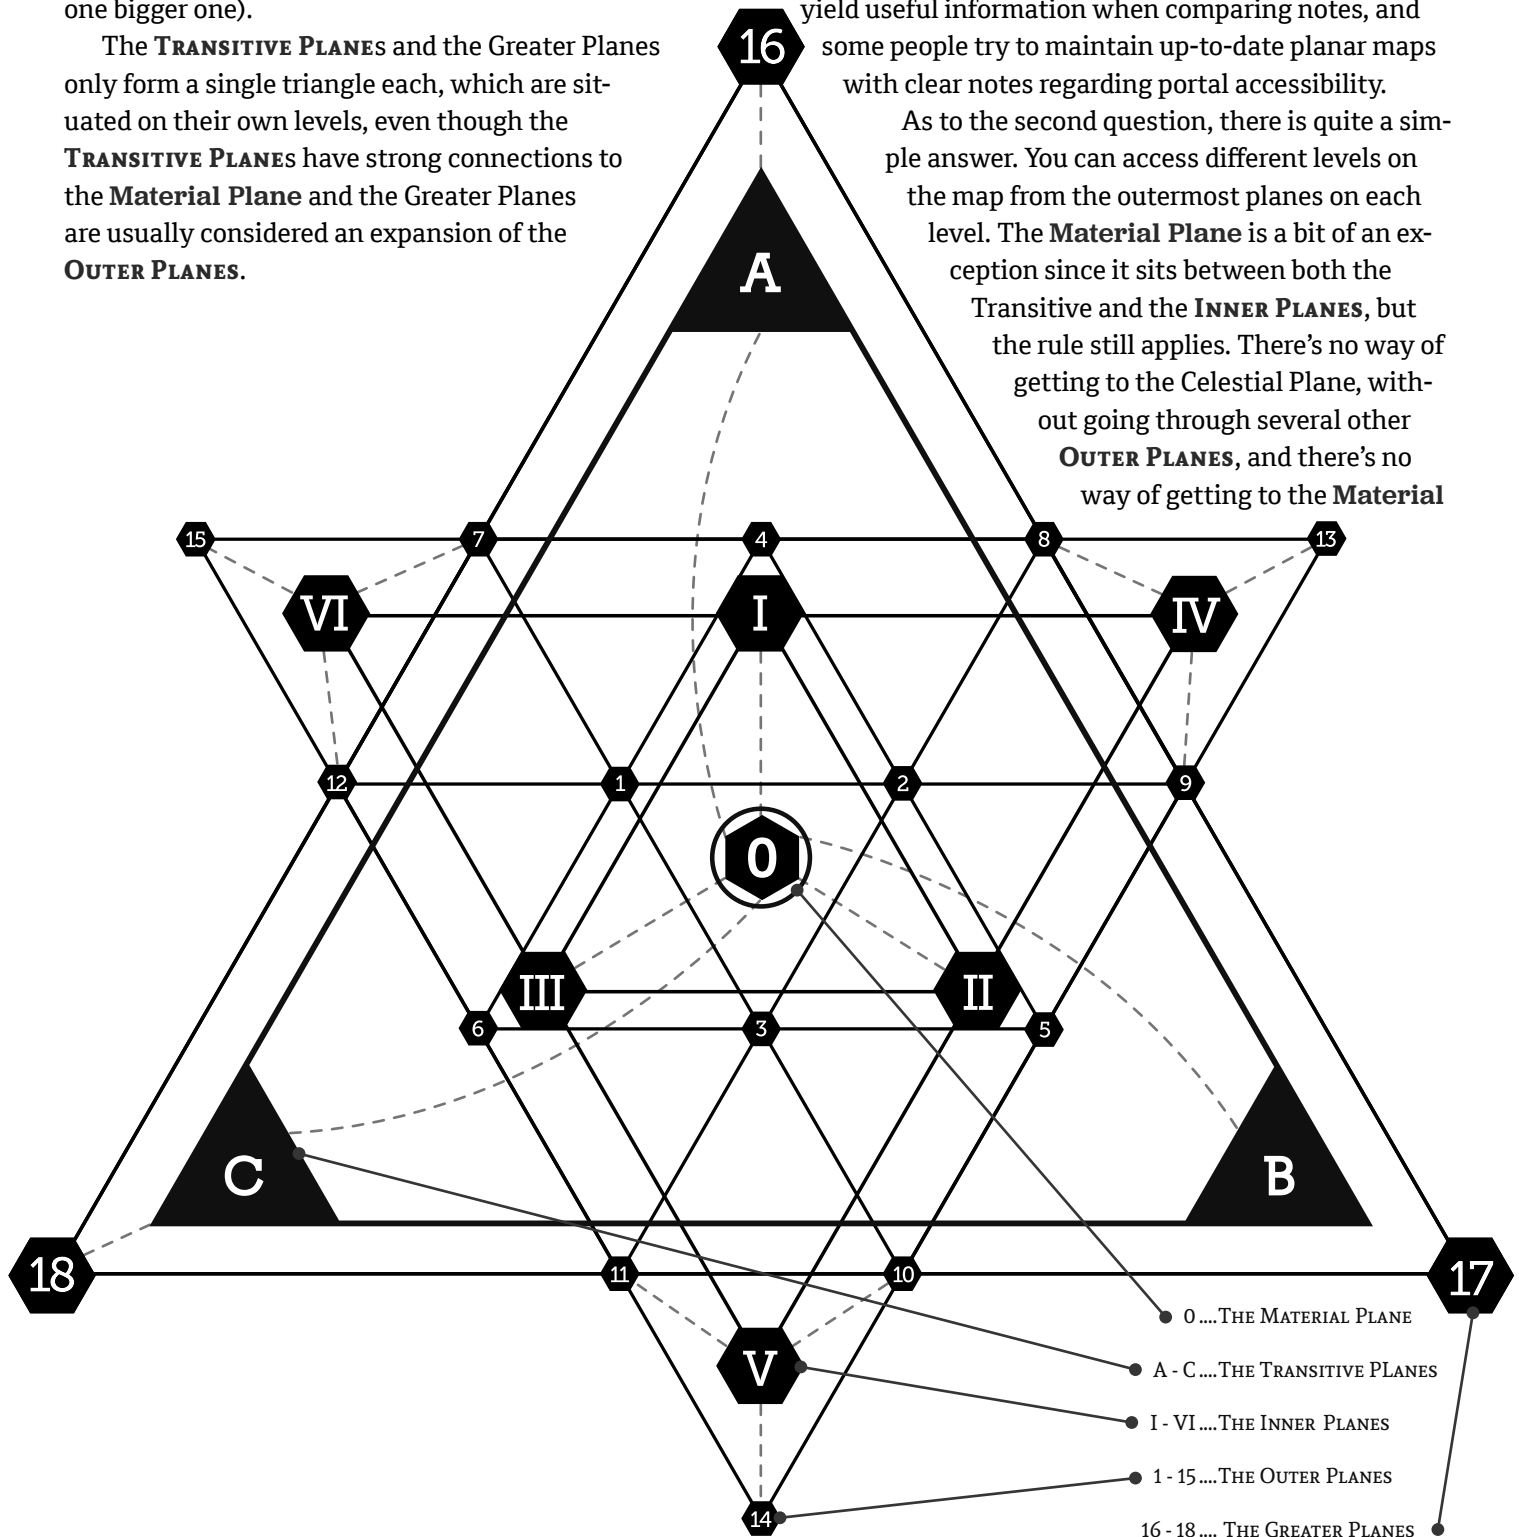 one bigger one).
The Transitive Planes and the Greater Planes
only form a single triangle each, which are sit-
uated on their own levels, even though the
Transitive Planes have strong connections to
the Material Plane and the Greater Planes
are usually considered an expansion of the
Outer Planes.
yield useful information when comparing notes, and
some people try to maintain up-to-date planar maps
with clear notes regarding portal accessibility.
As to the second question, there is quite a sim-
ple answer. You can access different levels on
the map from the outermost planes on each
level. The Material Plane is a bit of an ex-
ception since it sits between both the
Transitive and the Inner Planes, but
the rule still applies. There's no way of
getting to the Celestial Plane, with-
out going through several other
Outer Planes, and there's no
way of getting to the Material
16
A
15
7
4
8
13
VI
I
IV
12
1
2
9
0
III
II
6
3
5
C
B
18
11
10
17
V
14
0....The Material Plane
A - C....The Transitive PLanes
I - VI....The Inner Planes
1 - 15....The Outer Planes
16 - 18.... The Greater Planes